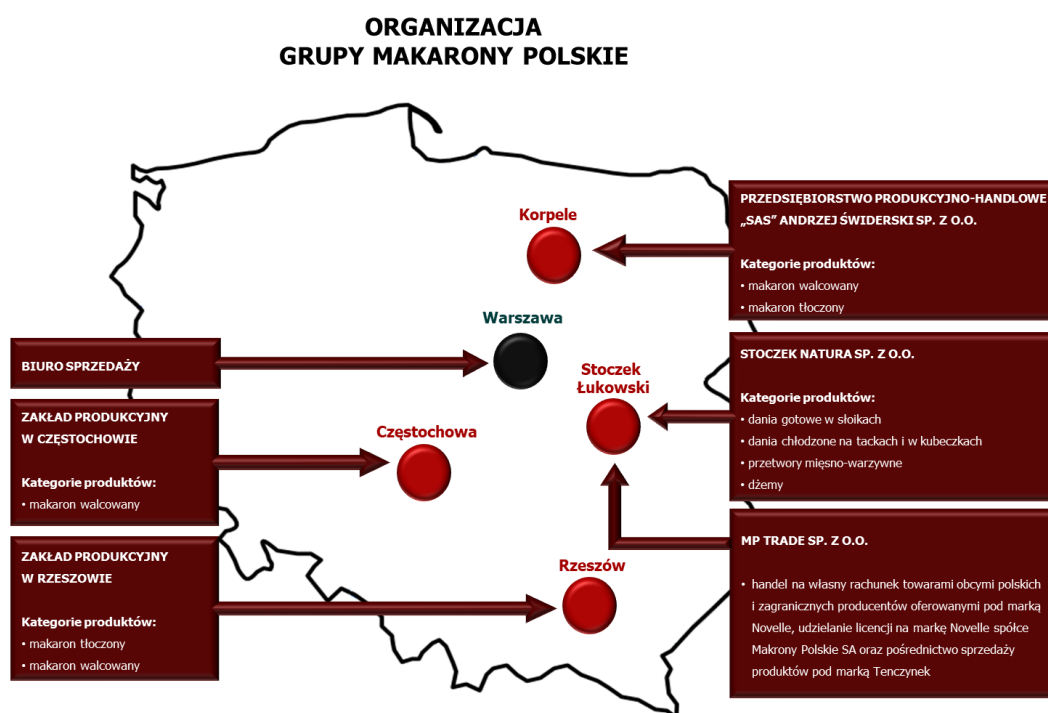 ORGANIZACJA
GRUPY MAKARONY POLSKIE
Korpele
Warszawa
Stoczek
Łukowski
Częstochowa
Rzeszów
BIURO SPRZEDAŻY
ZAKŁAD PRODUKCYJNY
W CZĘSTOCHOWIE
Kategorie produktów:
• makaron walcowany
ZAKŁAD PRODUKCYJNY
W RZESZOWIE
Kategorie produktów:
• makaron tłoczony
• makaron walcowany
PRZEDSIĘBIORSTWO PRODUKCYJNO-HANDLOWE
„SAS” ANDRZEJ ŚWIDERSKI SP. Z O.O.
Kategorie produktów:
• makaron walcowany
• makaron tłoczony
STOCZEK NATURA SP. Z O.O.
Kategorie produktów:
• dania gotowe w słoikach
• dania chłodzone na tackach i w kubeczkach
• przetwory mięsno-warzywne
• dżemy
MP TRADE SP. Z O.O.
• handel na własny rachunek towarami obcymi polskich
i zagranicznych producentów oferowanymi pod marką
Novelle, udzielanie licencji na markę Novelle spółce
Makrony Polskie SA oraz pośrednictwo sprzedaży
produktów pod marką Tenczynek